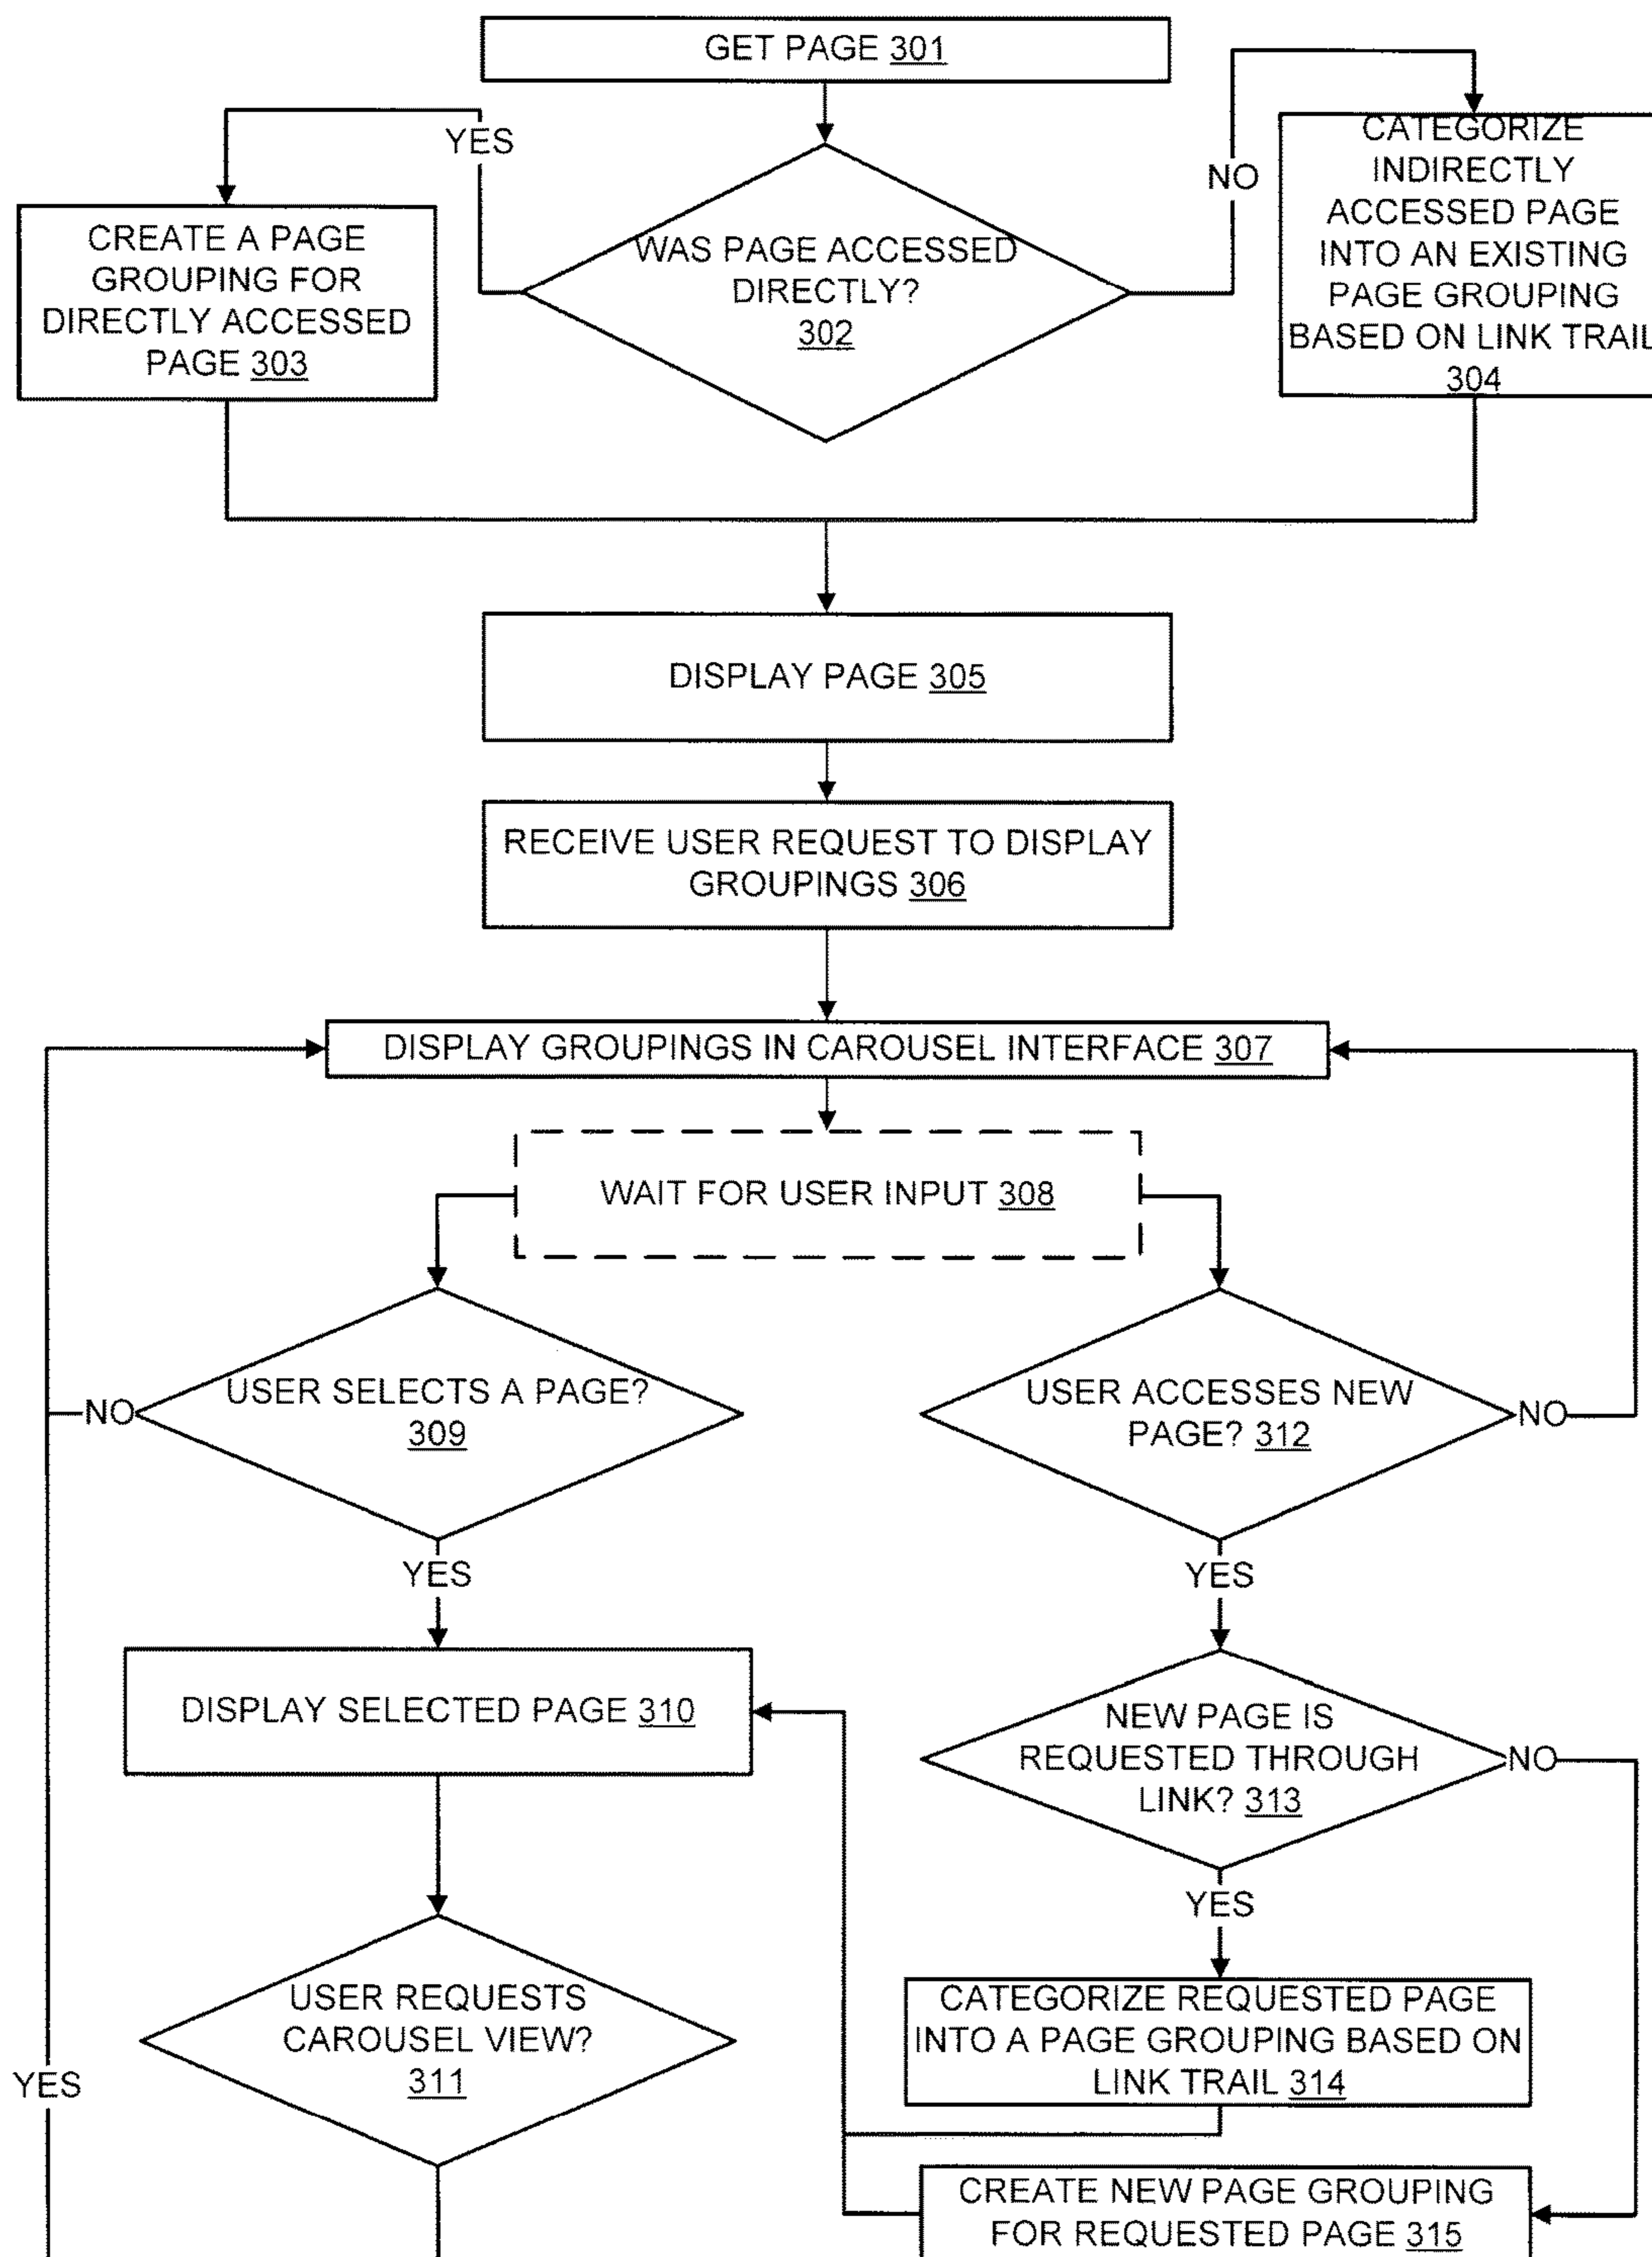 GET PAGE 301
YES
NO
CREATE A PAGE
GROUPING FOR
DIRECTLY ACCESSED
PAGE 303
WAS PAGE ACCESSED
DIRECTLY?
302
CATEGORIZE
INDIRECTLY
ACCESSED PAGE
INTO AN EXISTING
PAGE GROUPING
BASED ON LINK TRAIL
304
DISPLAY PAGE 305
RECEIVE USER REQUEST TO DISPLAY
GROUPINGS 306
DISPLAY GROUPINGS IN CAROUSEL INTERFACE 307
WAIT FOR USER INPUT 308
USER SELECTS A PAGE?
309
NO
USER ACCESSES NEW
PAGE? 312
NO
YES
YES
DISPLAY SELECTED PAGE 310
NEW PAGE IS
REQUESTED THROUGH
LINK? 313
NO
YES
USER REQUESTS
CAROUSEL VIEW?
311
YES
CATEGORIZE REQUESTED PAGE
INTO A PAGE GROUPING BASED ON
LINK TRAIL 314
CREATE NEW PAGE GROUPING
FOR REQUESTED PAGE 315